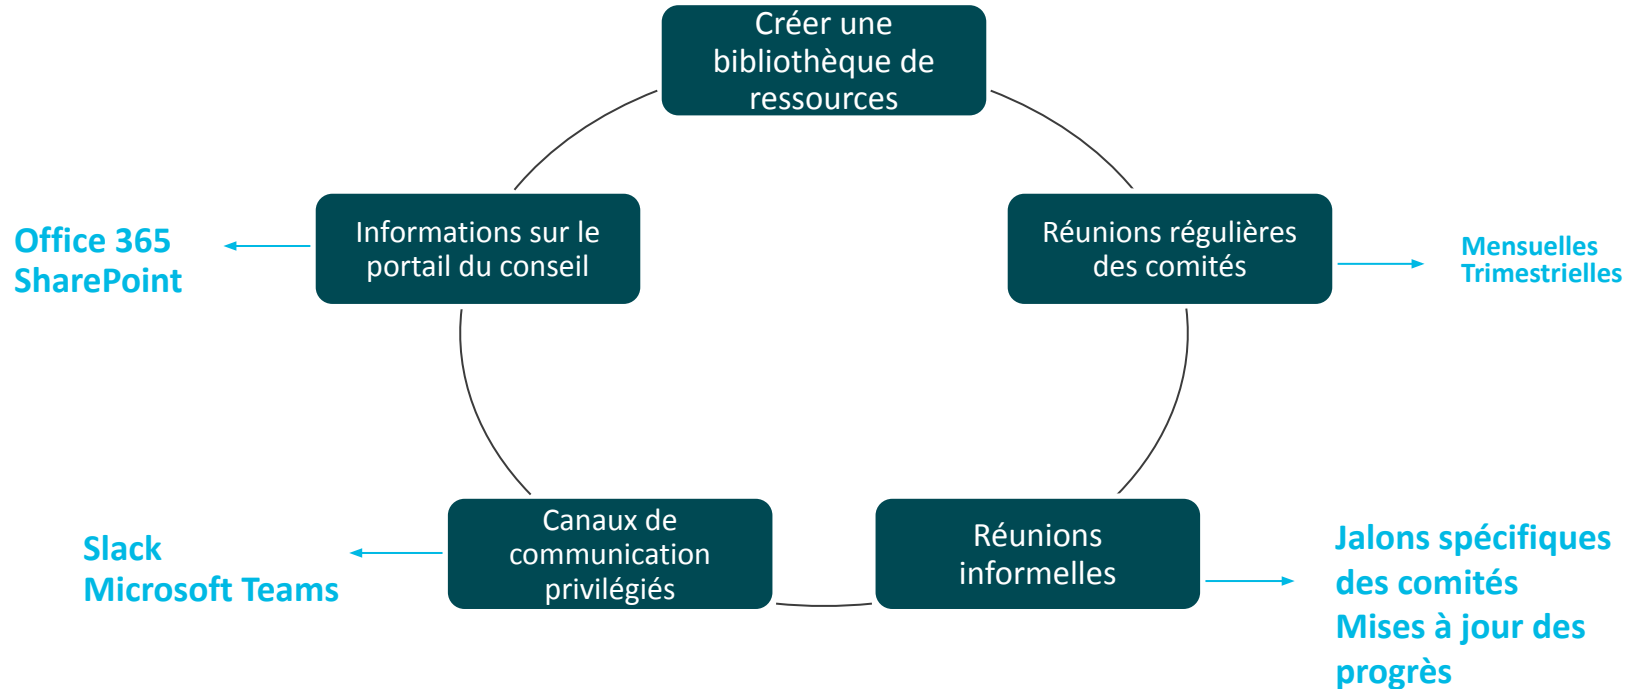 Créer une
bibliothèque de
ressources
Informations sur le
portail du conseil
Office 365
SharePoint
Réunions régulières
des comités
Mensuelles
Trimestrielles
Canaux de
communication
privilégiés
Slack
Microsoft Teams
Réunions
informelles
Jalons spécifiques
des comités
Mises à jour des
progrès